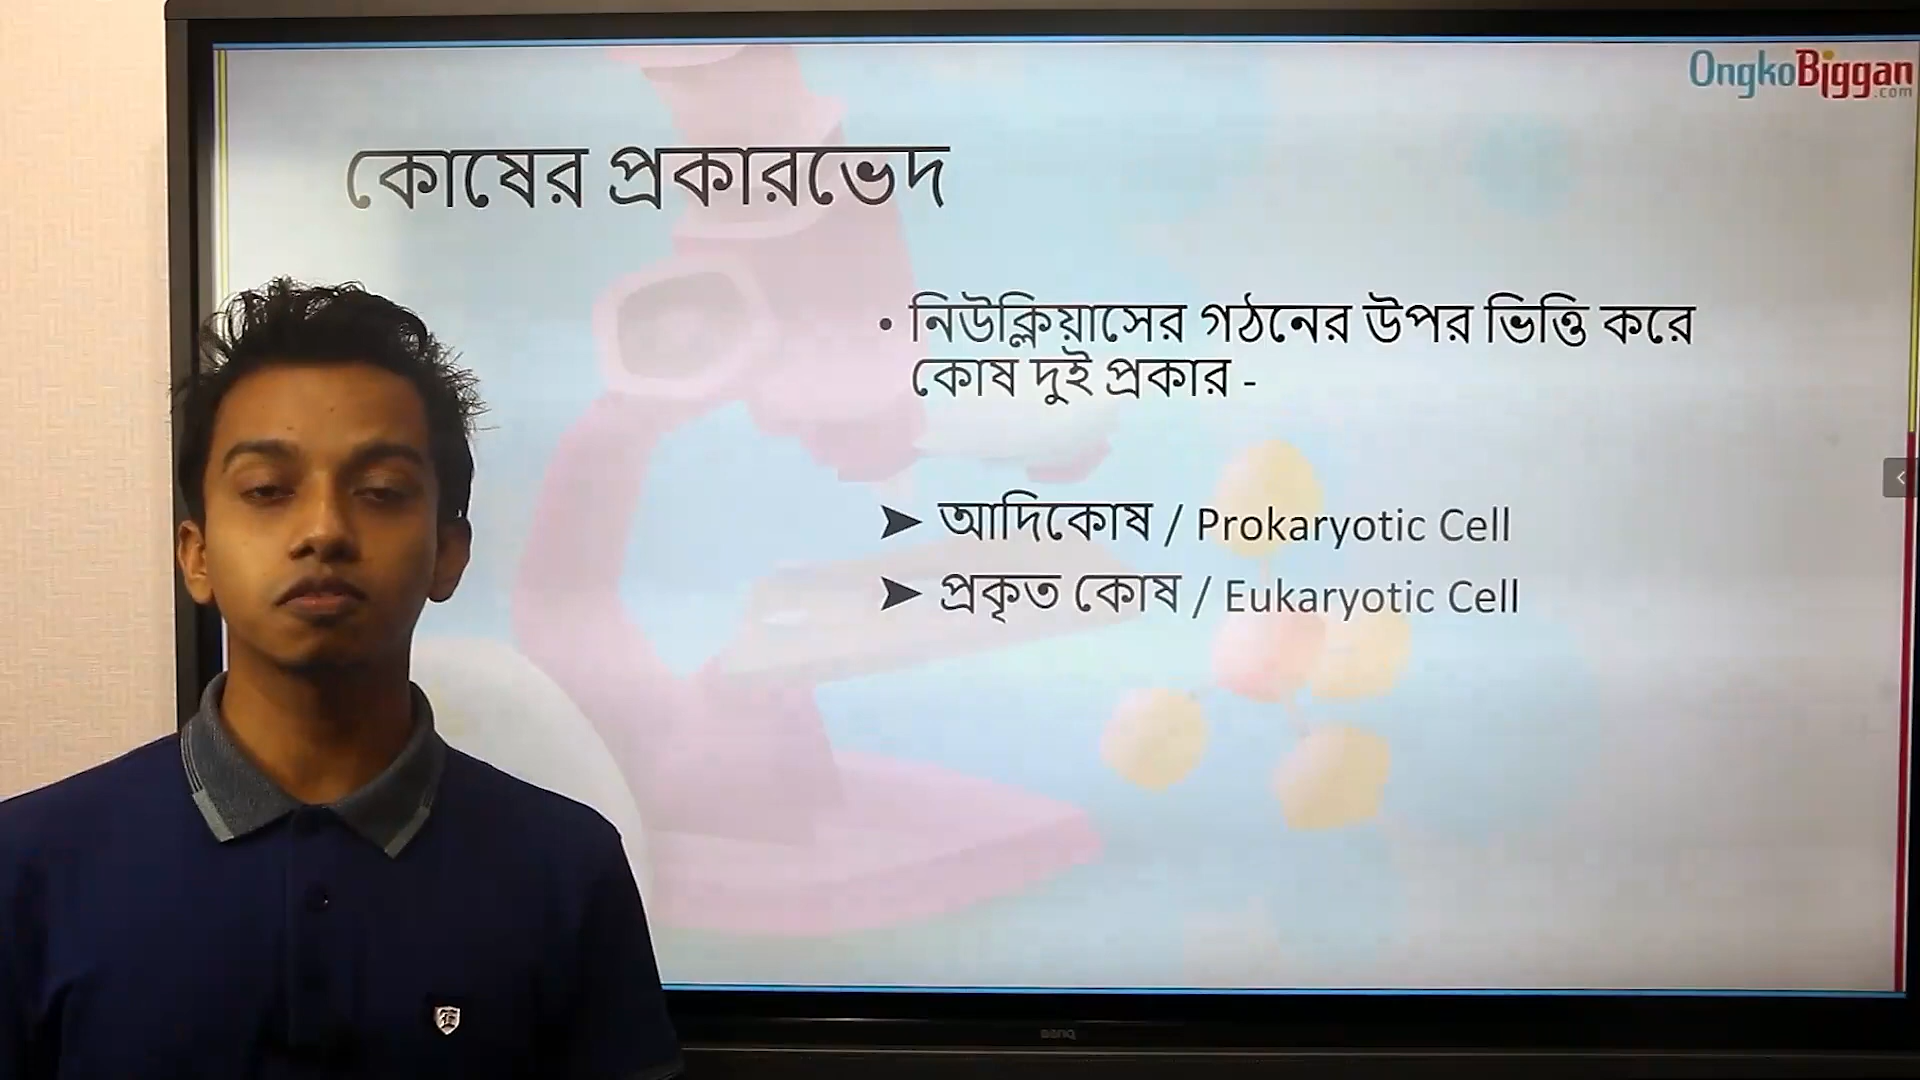 OngkoBiggan
.com
কোষের প্রকারভেদ
• নিউক্লিয়াসের গঠনের উপর ভিত্তি করে
কোষ দুই প্রকার -
➤ আদিকোষ / Prokaryotic Cell
➤ প্রকৃত কোষ / Eukaryotic Cell
BenQ